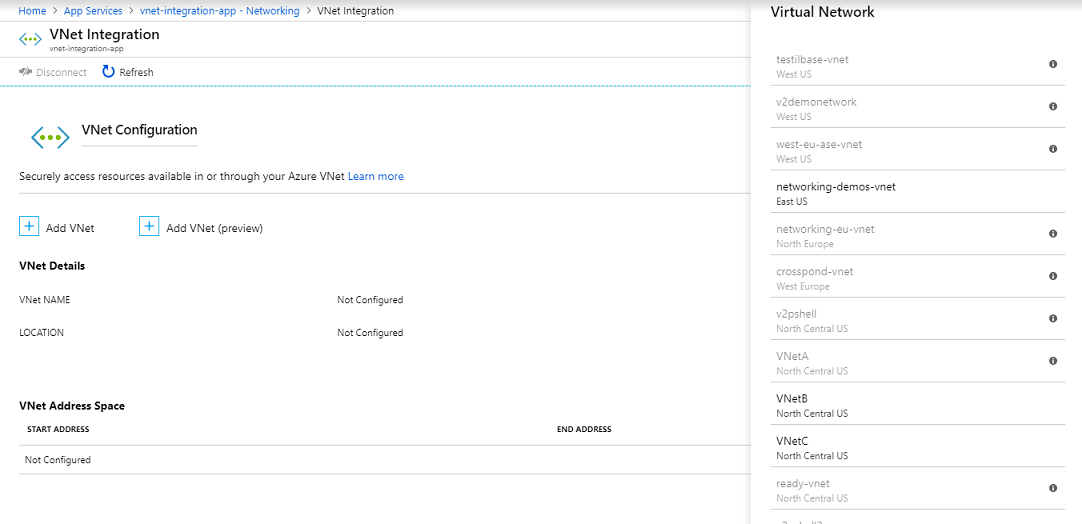 Home > App Services > vnet-integration-app - Networking > VNet Integration
VNet Integration
vnet-integration-app
Disconnect Refresh
VNet Configuration
Securely access resources available in or through your Azure VNet Learn more
Add VNet Add VNet (preview)
VNet Details
VNet NAME Not Configured
LOCATION Not Configured
VNet Address Space
START ADDRESS END ADDRESS
Not Configured
Virtual Network
testilbase-vnet
West US
v2demonetwork
West US
west-eu-ase-vnet
West US
networking-demos-vnet
East US
networking-eu-vnet
North Europe
crosspond-vnet
West Europe
v2pshell
North Central US
VNetA
North Central US
VNetB
North Central US
VNetC
North Central US
ready-vnet
North Central US